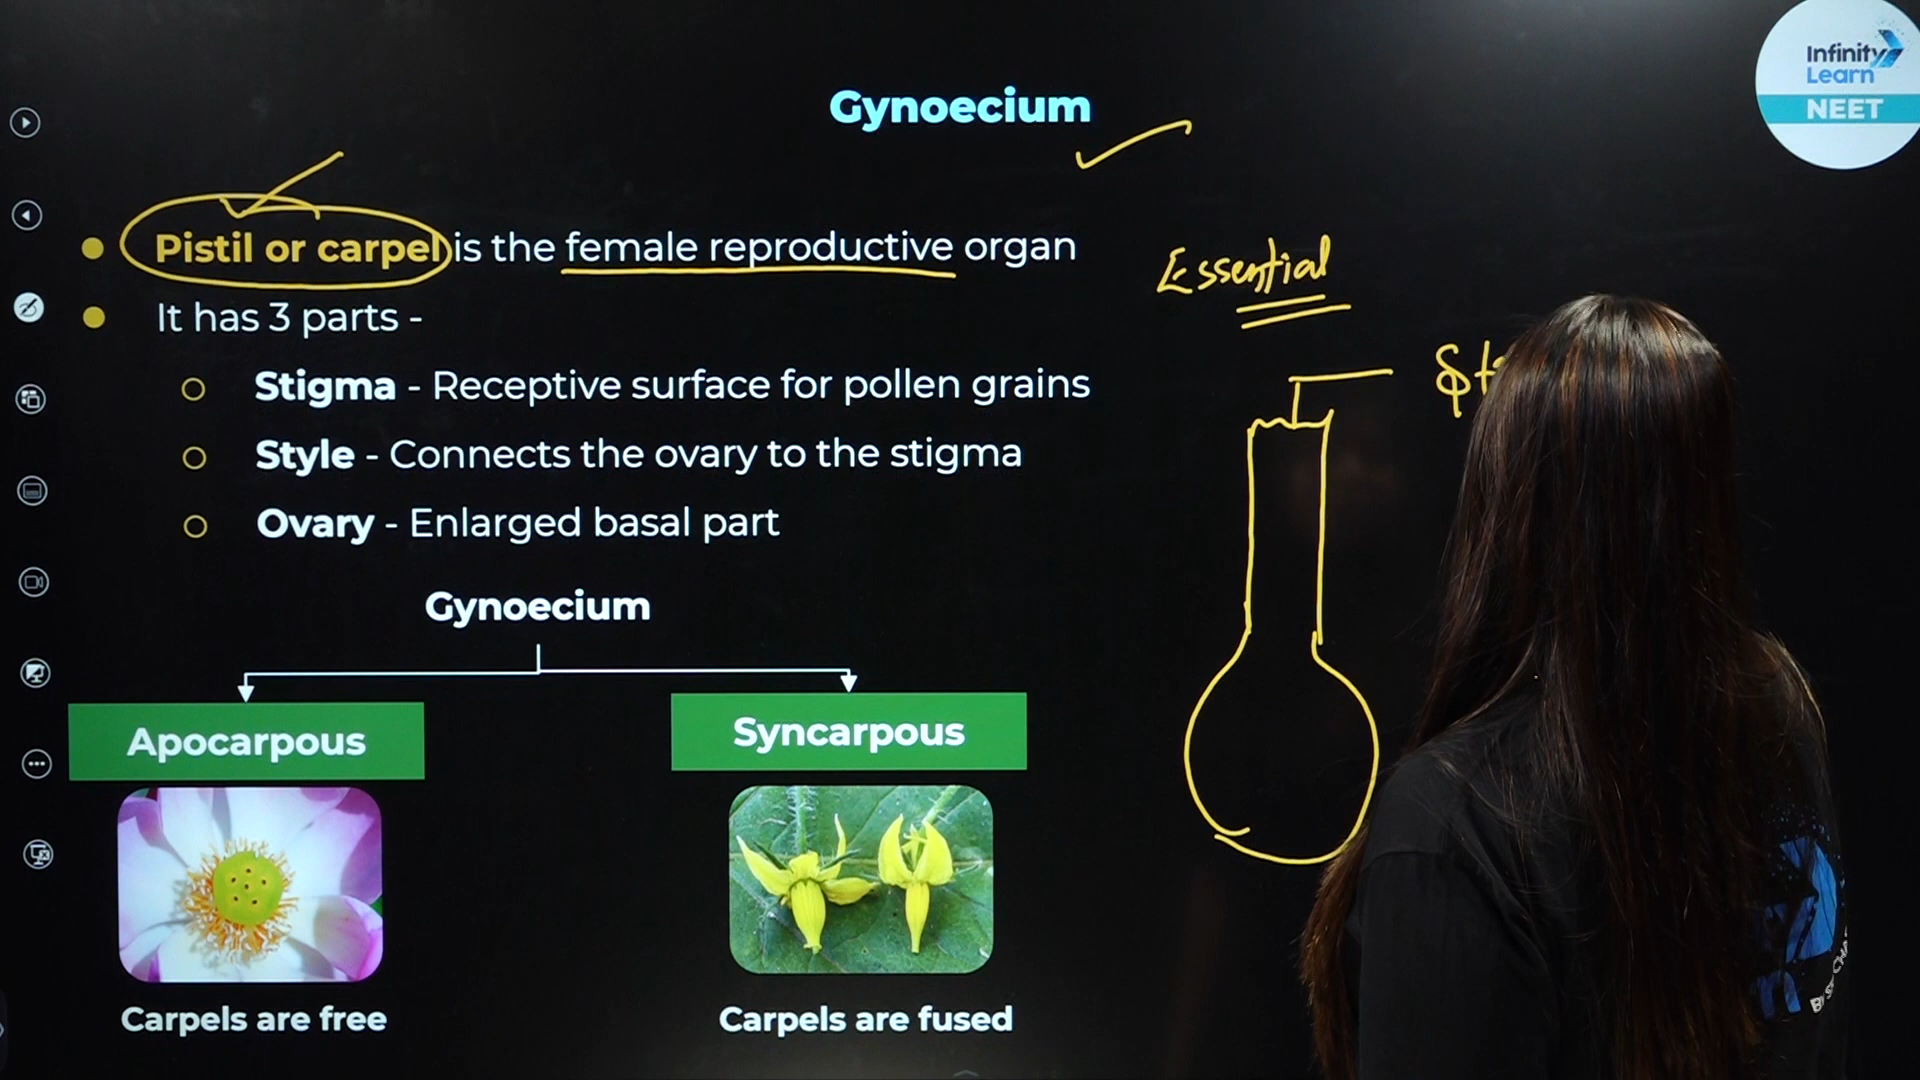 Infinity
Learn
NEET
Gynoecium
Pistil or carpel is the female reproductive organ
Essential
It has 3 parts -
Stigma - Receptive surface for pollen grains
Style - Connects the ovary to the stigma
Ovary - Enlarged basal part
Gynoecium
Apocarpous
Syncarpous
Carpels are free
Carpels are fused